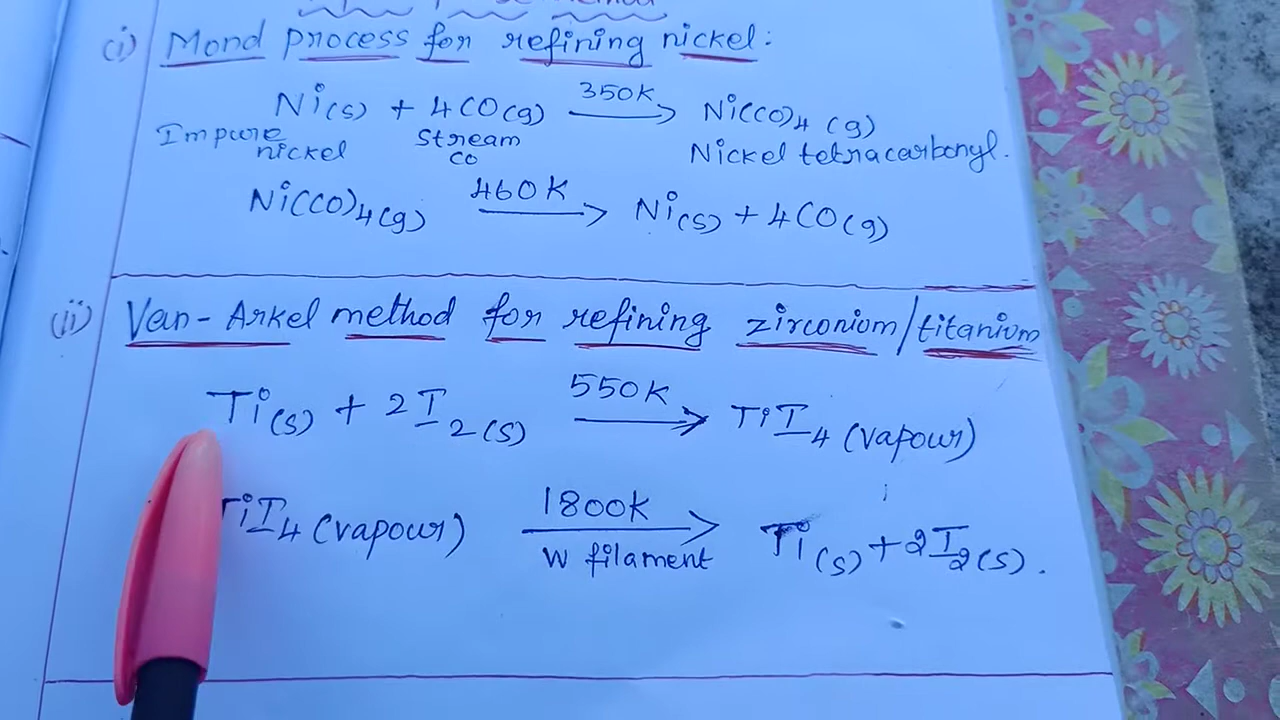 method
(i) Mond process for refining nickel:
Ni(s) + 4CO(g) 350K → Ni(CO)4 (g)
Impure nickel Stream CO Nickel tetracarbonyl.
Ni(CO)4(g) 460K → Ni(s) + 4CO(g)
(ii) Van-Arkel method for refining zirconium/titanium
Ti(s) + 2I2(s) 550K → TiI4 (vapour)
TiI4 (vapour) 1800K → W filament Ti(s) + 2I2(s).